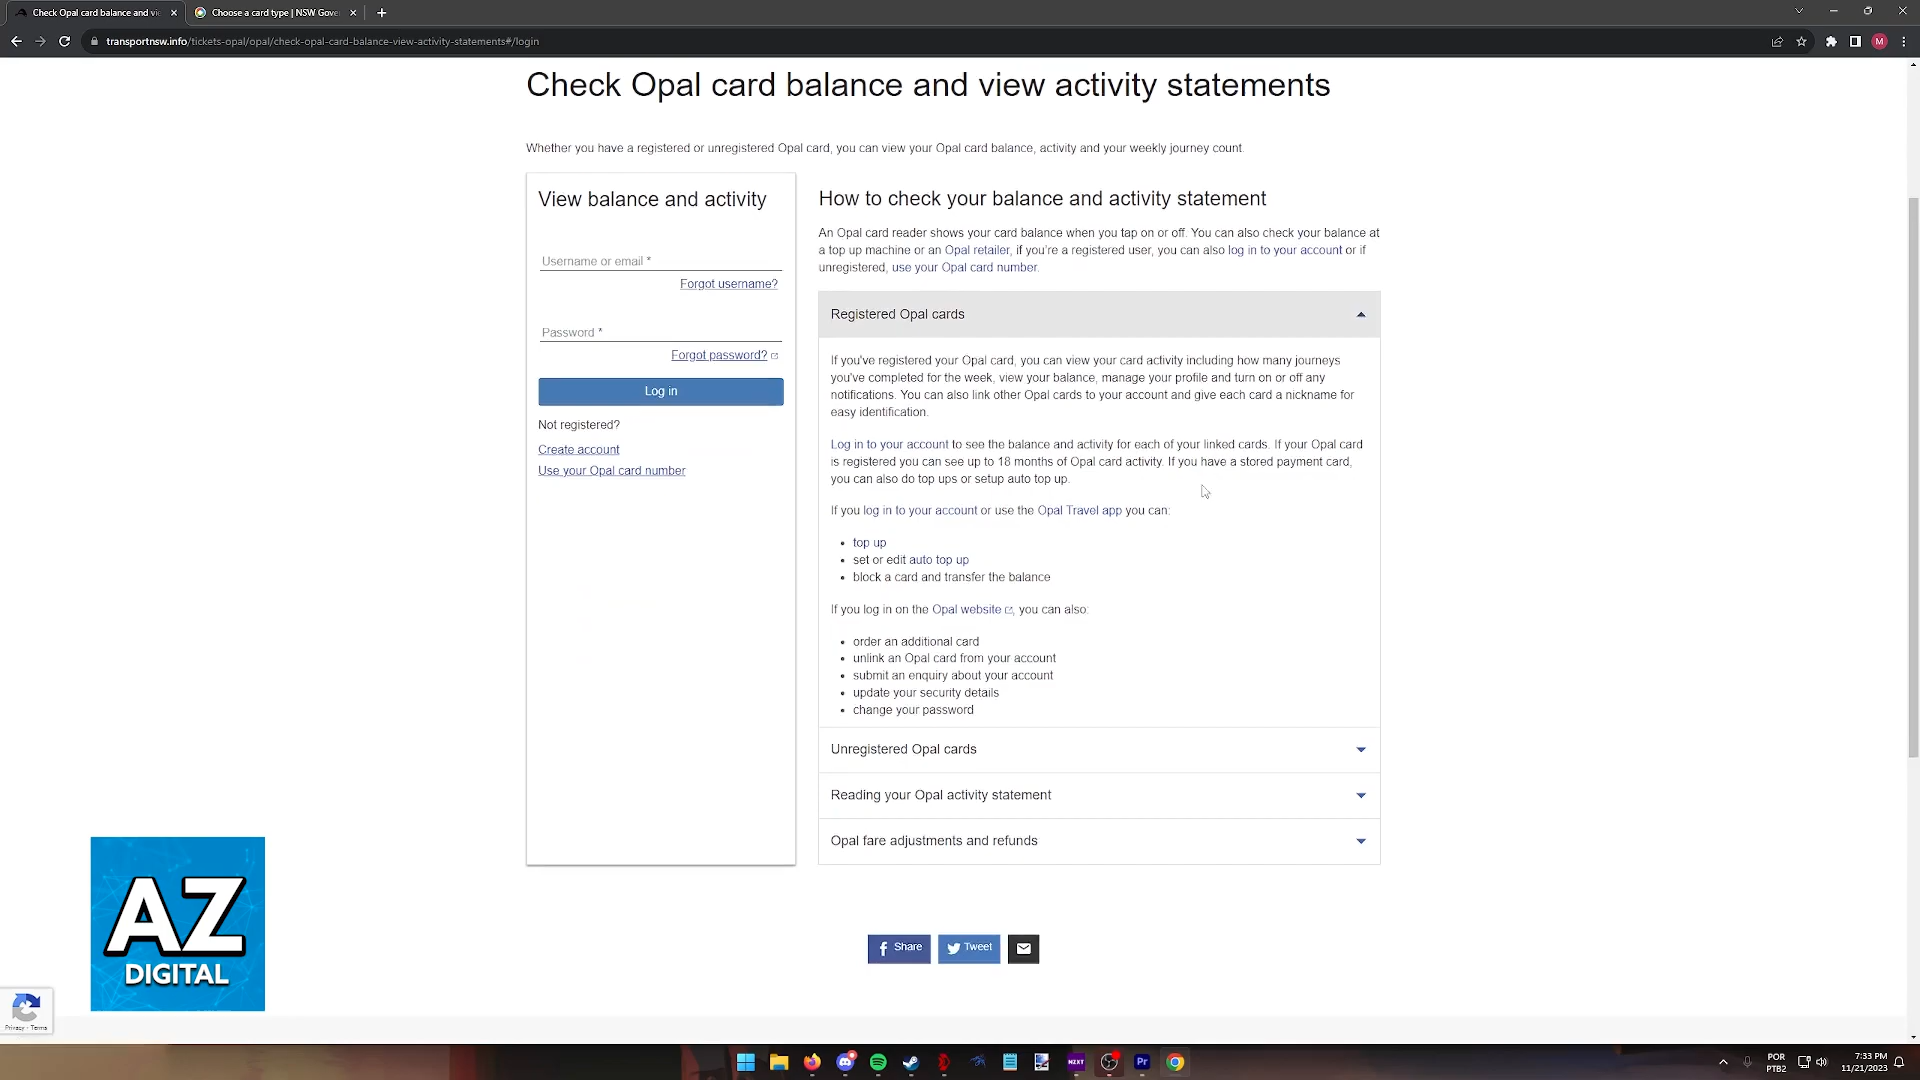 Check Opal card balance and vie
Choose a card type | NSW Gove
transportnsw.info/tickets-opal/opal/check-opal-card-balance-view-activity-statements#/login
M
Check Opal card balance and view activity statements
Whether you have a registered or unregistered Opal card, you can view your Opal card balance, activity and your weekly journey count.
View balance and activity
Username or email *
Forgot username?
Password *
Forgot password?
Log in
Not registered?
Create account
Use your Opal card number
How to check your balance and activity statement
An Opal card reader shows your card balance when you tap on or off. You can also check your balance at
a top up machine or an Opal retailer, if you're a registered user, you can also log in to your account or if
unregistered, use your Opal card number.
Registered Opal cards
If you've registered your Opal card, you can view your card activity including how many journeys
you've completed for the week, view your balance, manage your profile and turn on or off any
notifications. You can also link other Opal cards to your account and give each card a nickname for
easy identification.
Log in to your account to see the balance and activity for each of your linked cards. If your Opal card
is registered you can see up to 18 months of Opal card activity. If you have a stored payment card,
you can also do top ups or setup auto top up.
If you log in to your account or use the Opal Travel app you can:
• top up
• set or edit auto top up
• block a card and transfer the balance
If you log in on the Opal website, you can also:
• order an additional card
• unlink an Opal card from your account
• submit an enquiry about your account
• update your security details
• change your password
Unregistered Opal cards
Reading your Opal activity statement
Opal fare adjustments and refunds
Share
Tweet
AZ
DIGITAL
Privacy - Terms
NZXT
Pr
POR
PTB2
7:33 PM
11/21/2023